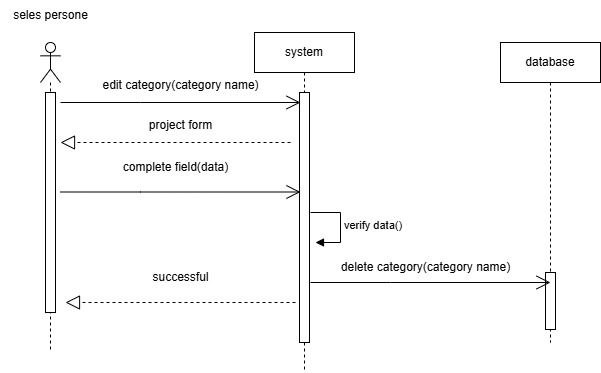 seles persone
system
database
edit category(category name)
project form
complete field(data)
verify data()
delete category(category name)
successful